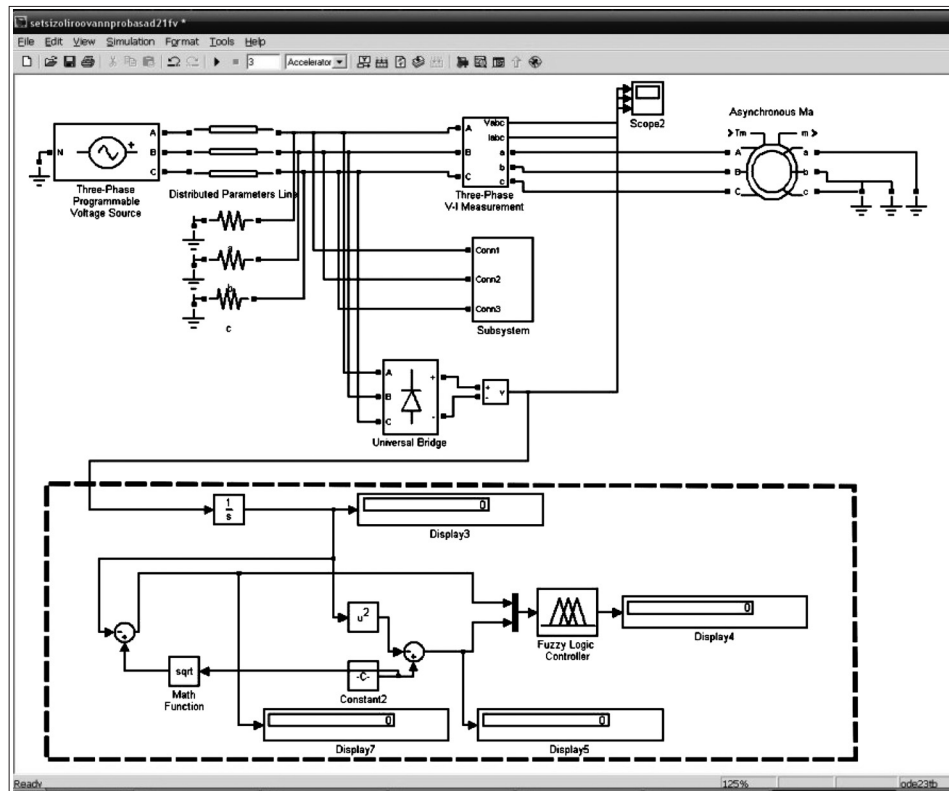 setsizoliroovannprobasad21fv *
File Edit View Simulation Format Tools Help
3 Accelerator
Scope2
Asynchronous Ma
Tm m
A B C a b c
N A B C
Three-Phase
Programmable
Voltage Source
Distributed Parameters Line
A B C Vabc Iabc a b c
Three-Phase
V-I Measurement
a
b
c
Conn1
Conn2
Conn3
Subsystem
A B C + -
Universal Bridge
+ - v
1
s
0
Display3
u2
-C-
Constant2
sqrt
Math
Function
Fuzzy Logic
Controller
0
Display4
0
Display7
0
Display5
Ready 125% ode23tb